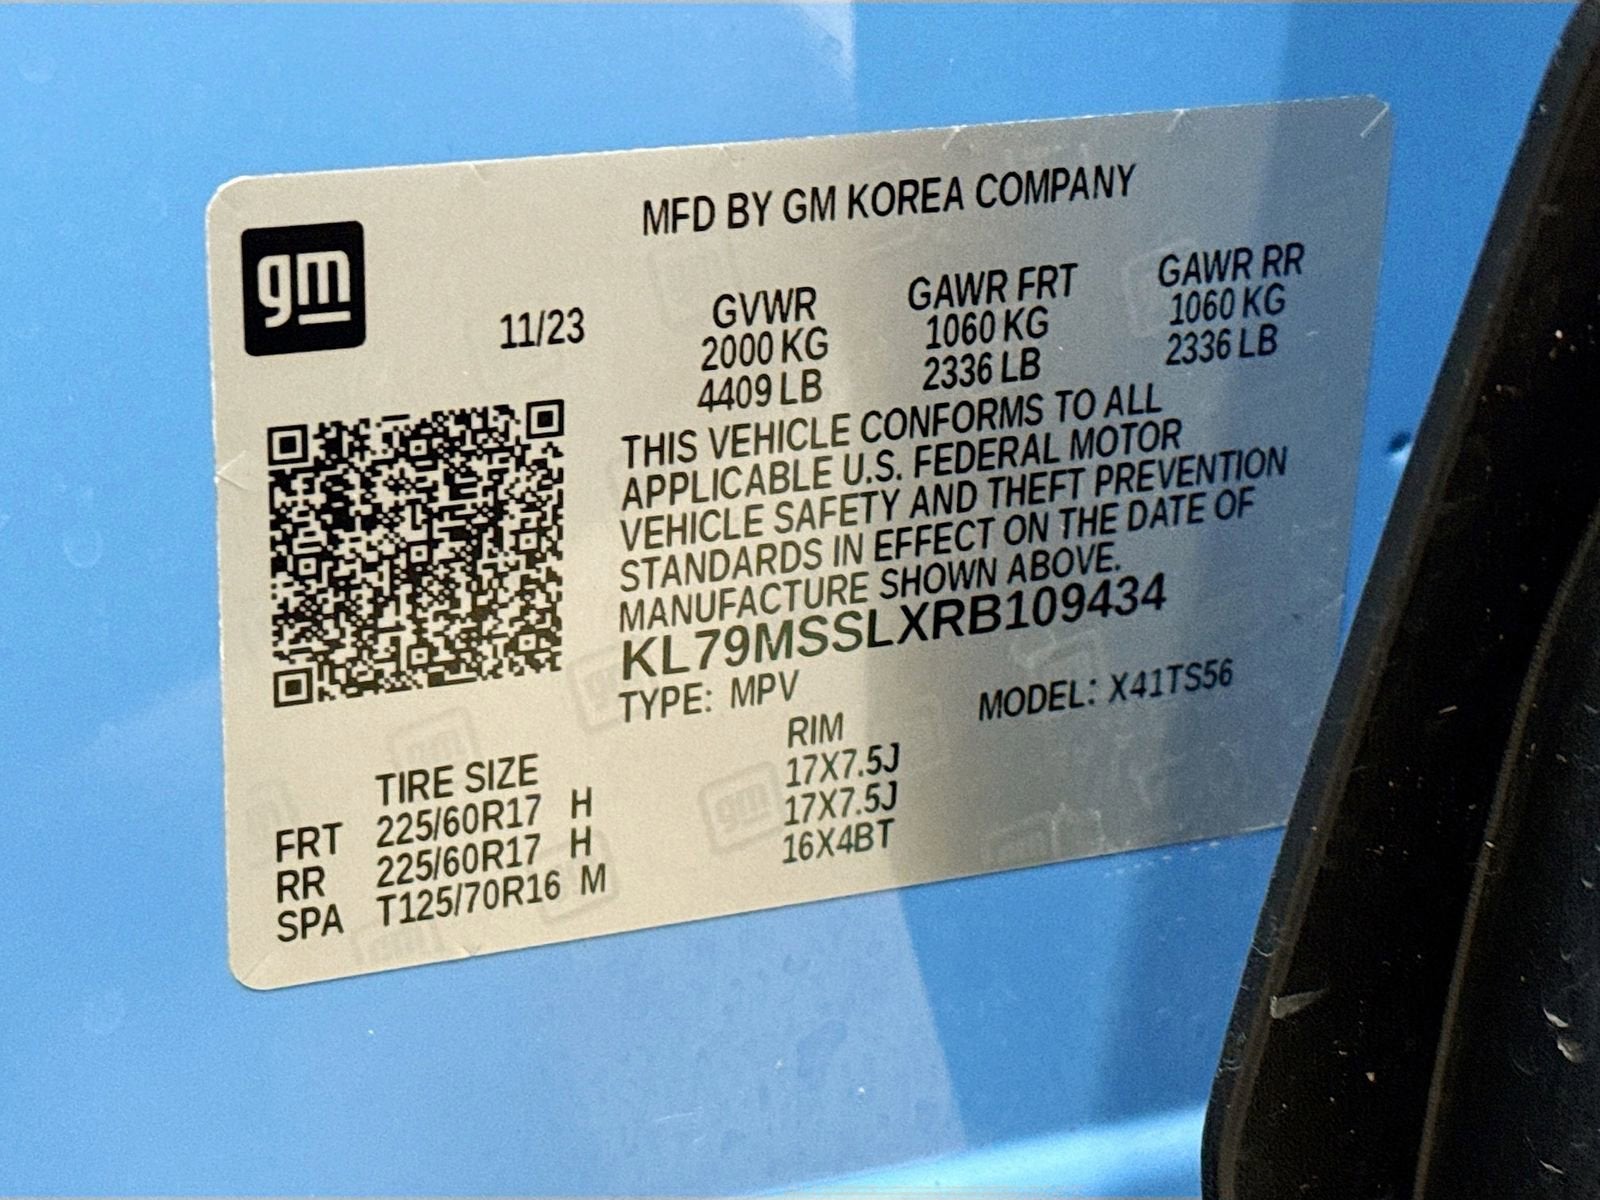 gm
MFD BY GM KOREA COMPANY
11/23 GVWR GAWR FRT GAWR RR
2000 KG 1060 KG 1060 KG
4409 LB 2336 LB 2336 LB
THIS VEHICLE CONFORMS TO ALL
APPLICABLE U.S. FEDERAL MOTOR
VEHICLE SAFETY AND THEFT PREVENTION
STANDARDS IN EFFECT ON THE DATE OF
MANUFACTURE SHOWN ABOVE.
KL79MSSLXRB109434
TYPE: MPV MODEL: X41TS56
TIRE SIZE RIM
FRT 225/60R17 H 17X7.5J
RR 225/60R17 H 17X7.5J
SPA T125/70R16 M 16X4BT